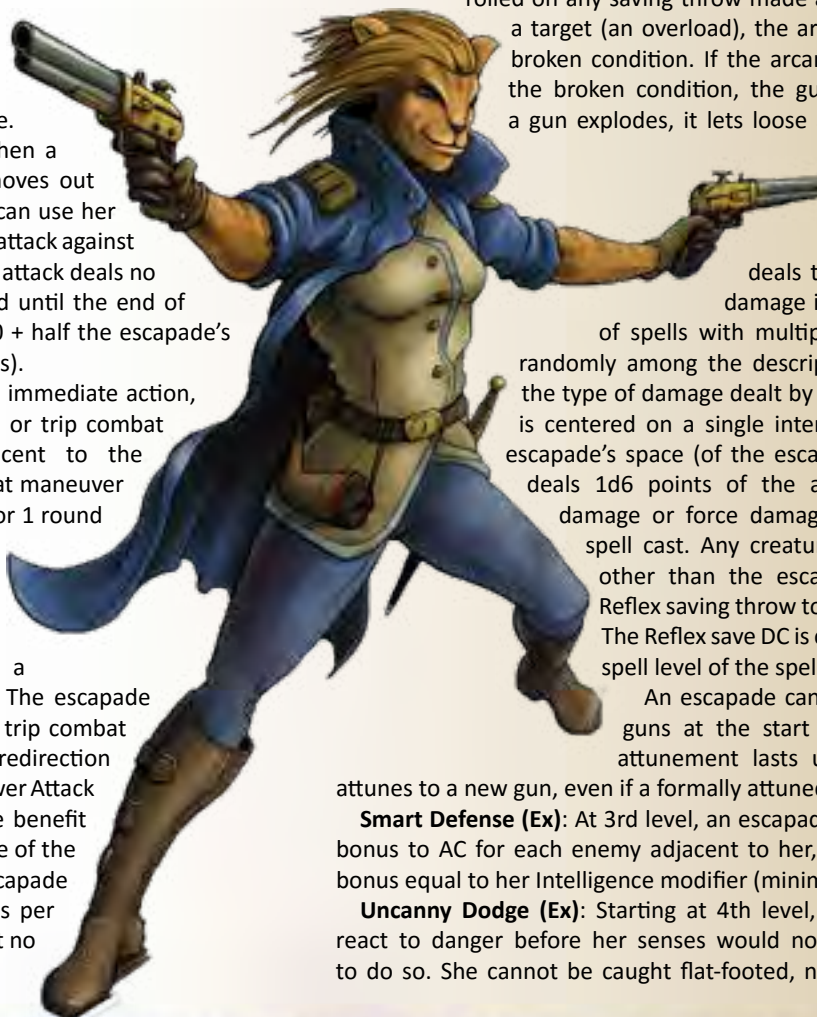 e.
hen a
noves out
can use her
attack against
attack deals no
d until the end of
0 + half the escapade's
s).
immediate action,
or trip combat
cent to the
at maneuver
or 1 round
a
The escapade
trip combat
redirection
ver Attack
e benefit
e of the
capade
s per
t no
rolled on any saving throw made a
a target (an overload), the ar
broken condition. If the arcar
the broken condition, the gu
a gun explodes, it lets loose
deals t
damage i
of spells with multip
randomly among the descrip
the type of damage dealt by
is centered on a single inter
escapade's space (of the esca
deals 1d6 points of the a
damage or force damag
spell cast. Any creatu
other than the esca
Reflex saving throw to
The Reflex save DC is e
spell level of the spel
An escapade can
guns at the start
attunement lasts u
attunes to a new gun, even if a formally attune
Smart Defense (Ex): At 3rd level, an escapad
bonus to AC for each enemy adjacent to her,
bonus equal to her Intelligence modifier (minin
Uncanny Dodge (Ex): Starting at 4th level,
react to danger before her senses would no
to do so. She cannot be caught flat-footed, n